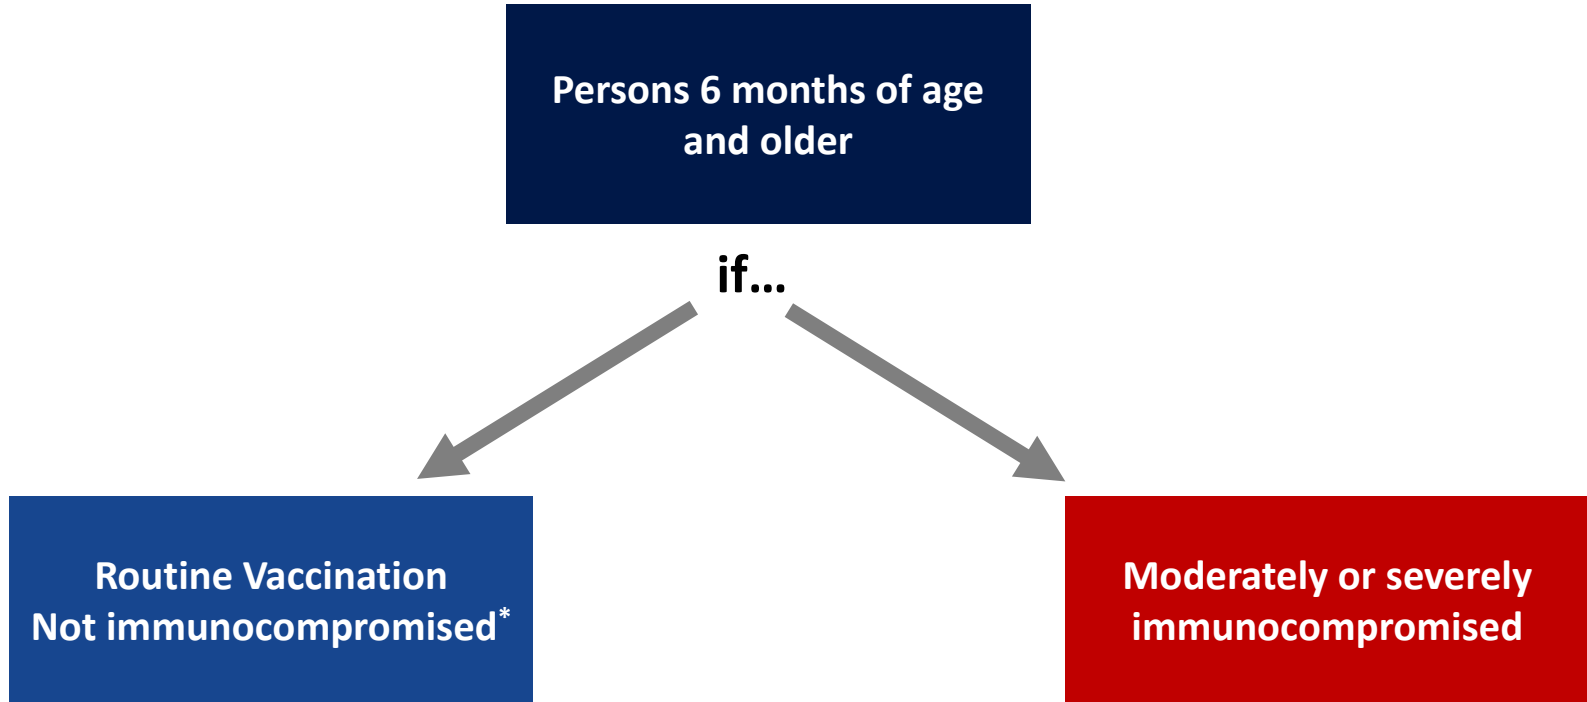 Persons 6 months of age
and older
if...
Routine Vaccination
Not immunocompromised*
Moderately or severely
immunocompromised